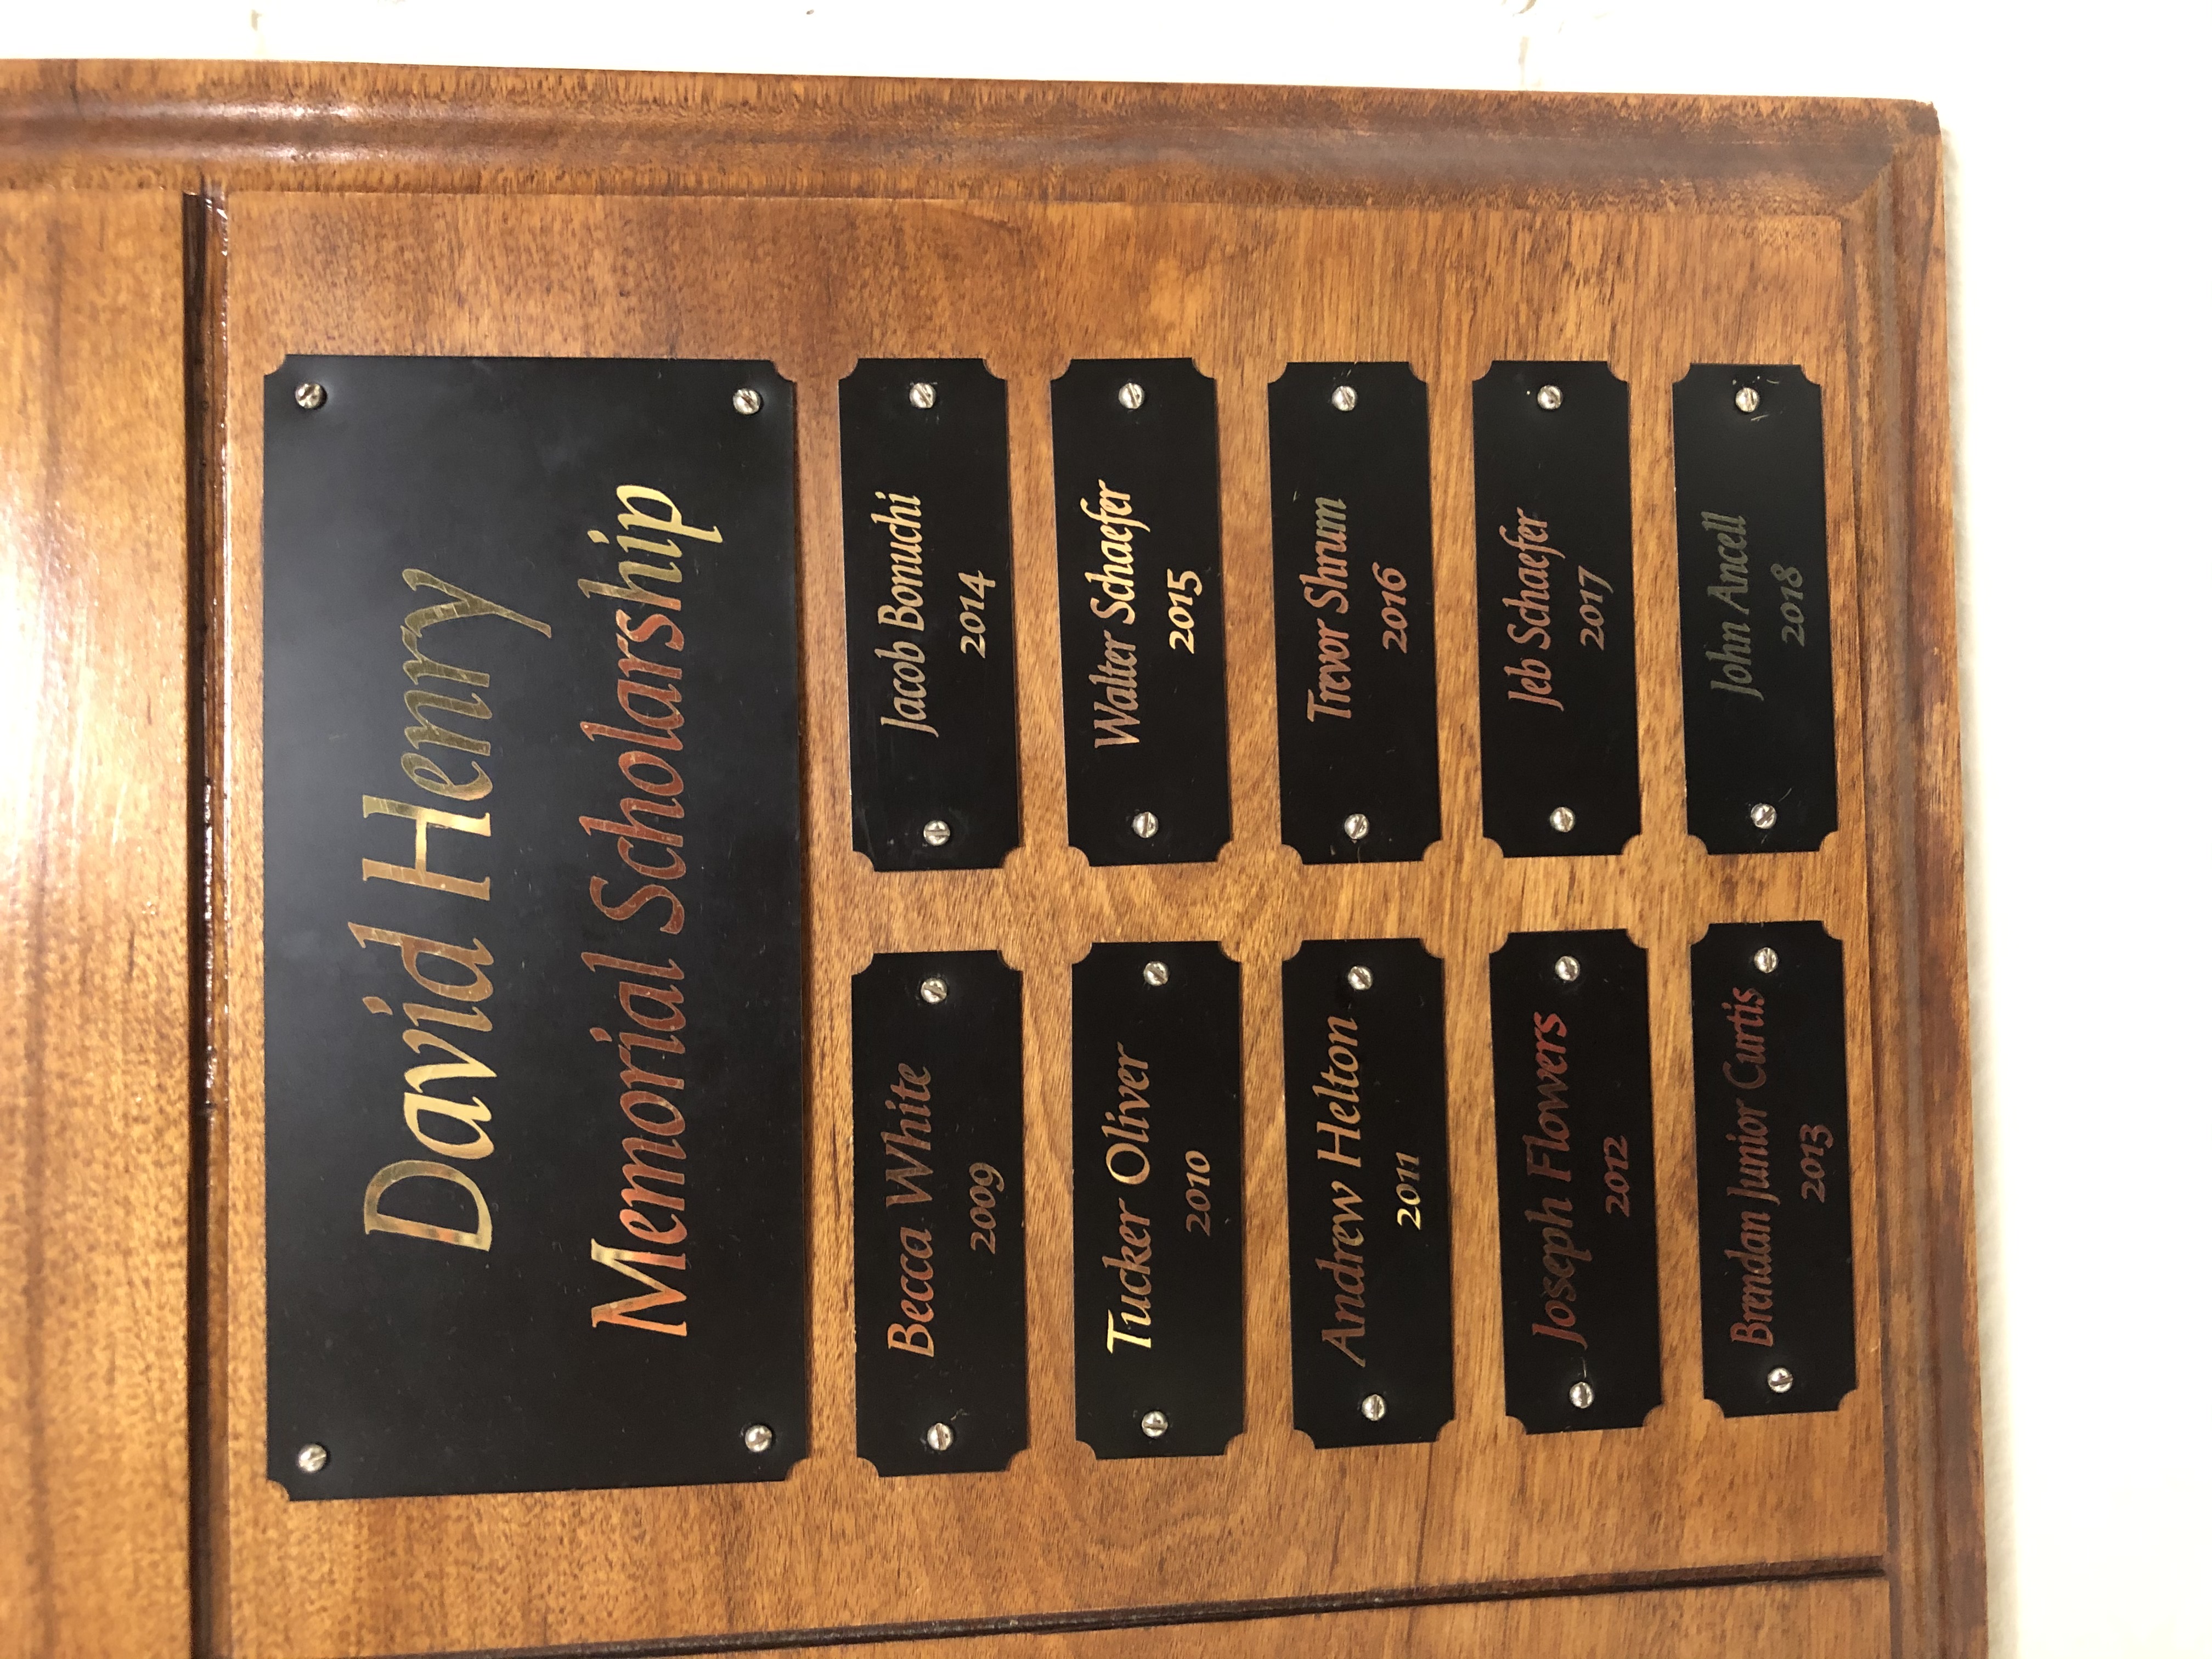 David Henry
Memorial Scholarship
Becca White
2009
Tucker Oliver
2010
Andrew Helton
2011
Joseph Flowers
2012
Brendan Junior Curtis
2013
Jacob Bonuchi
2014
Walter Schaefer
2015
Trevor Shrum
2016
Jeb Schaefer
2017
John Ancell
2018